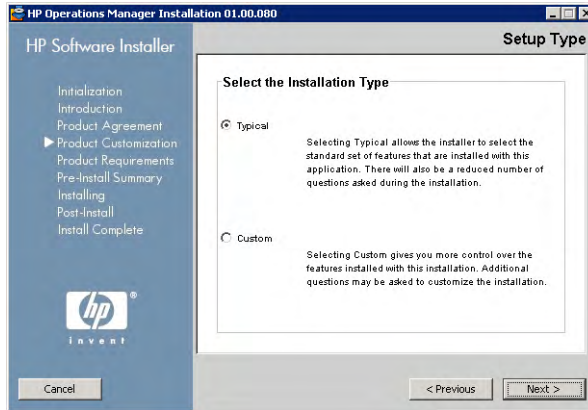 HP Operations Manager Installation 01.00.080
HP Software Installer
Setup Type
Initialization
Introduction
Product Agreement
Product Customization
Product Requirements
Pre-Install Summary
Installing
Post-Install
Install Complete
Select the Installation Type
Typical
Selecting Typical allows the installer to select the
standard set of features that are installed with this
application. There will also be a reduced number of
questions asked during the installation.
Custom
Selecting Custom gives you more control over the
features installed with this installation. Additional
questions may be asked to customize the installation.
hp
®
invent
Cancel
< Previous
Next >